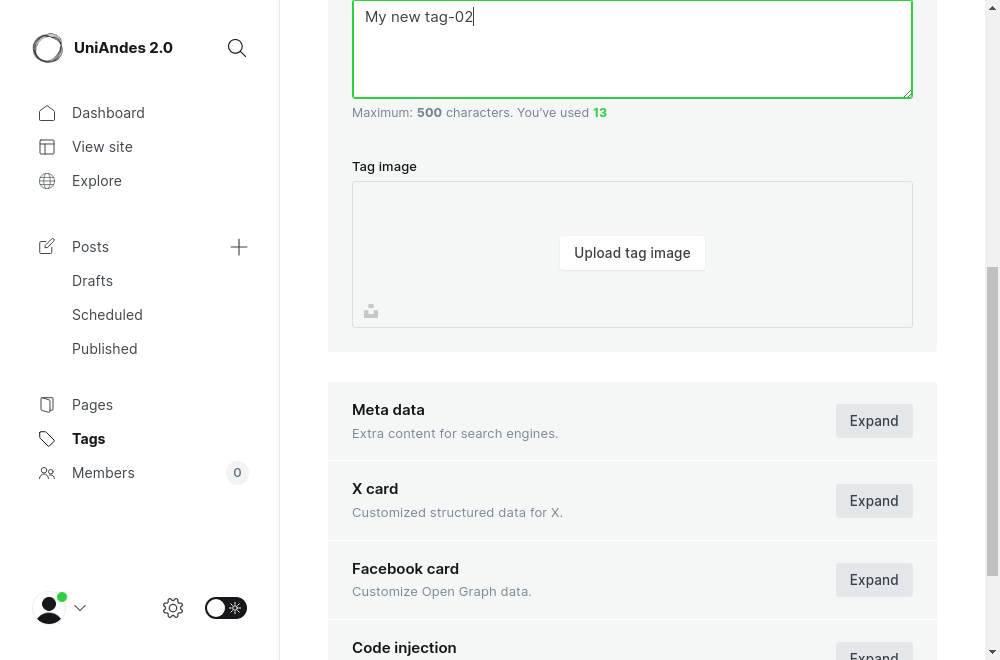 UniAndes 2.0
Dashboard
View site
Explore
Posts
Drafts
Scheduled
Published
Pages
Tags
Members
0
My new tag-02
Maximum: 500 characters. You’ve used 13
Tag image
Upload tag image
Meta data
Extra content for search engines.
Expand
X card
Customized structured data for X.
Expand
Facebook card
Customize Open Graph data.
Expand
Code injection
Expand